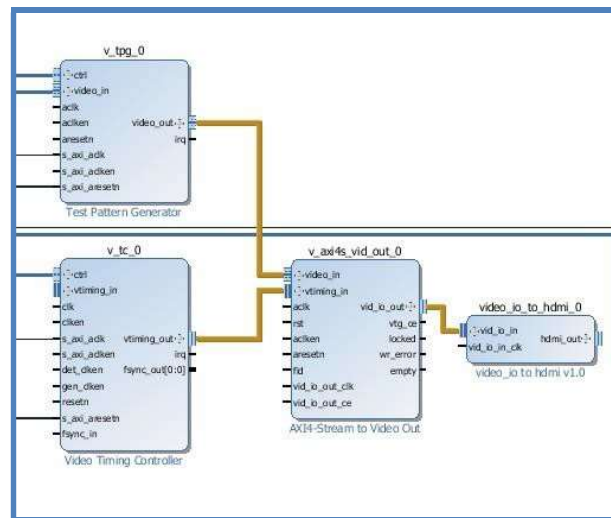 v_tpg_0
ctrl
video_in
aclk
aclken
video_out
aresetn
irq
s_axi_aclk
s_axi_aclken
s_axi_aresetn
Test Pattern Generator
v_tc_0
ctrl
vtiming_in
clk
clken
s_axi_aclk
vtiming_out
s_axi_aclken
irq
det_clken
fsync_out[0:0]
gen_clken
resetn
s_axi_aresetn
fsync_in
Video Timing Controller
v_axi4s_vid_out_0
video_in
vtiming_in
aclk
vid_io_out
rst
vtg_ce
aclken
locked
aresetn
wr_error
fid
empty
vid_io_out_clk
vid_io_out_ce
AXI4-Stream to Video Out
video_io_to_hdmi_0
vid_io_in
hdmi_out
vid_io_in_clk
video_io to hdmi v1.0